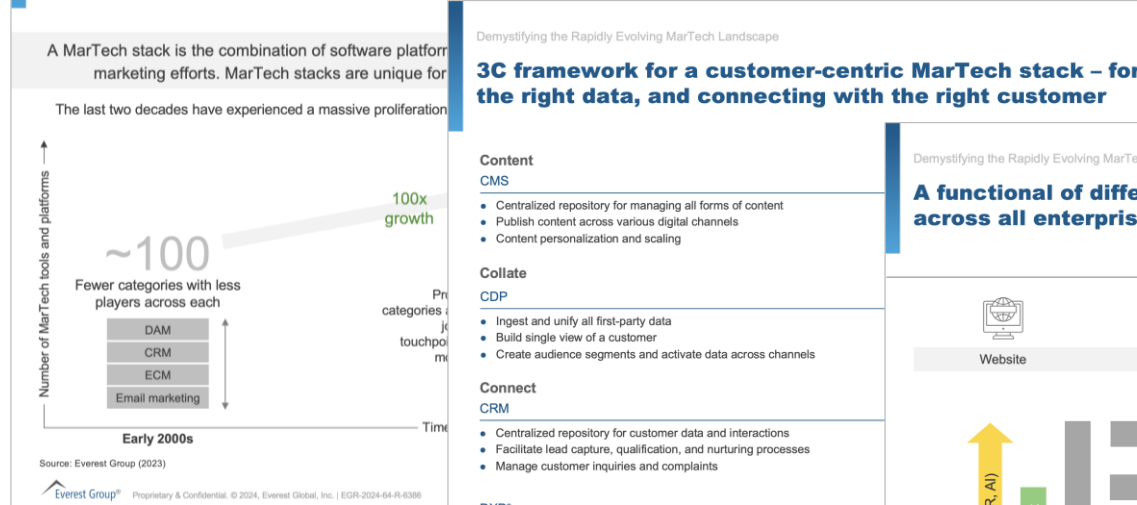 A MarTech stack is the combination of software
marketing efforts. MarTech stacks are unique for
The last two decades have experienced a massive proliferation
Number of MarTech tools and platforms
100x
growth
~100
Fewer categories with less
players across each
DAM
CRM
ECM
Email marketing
categories
Early 2000s
Source: Everest Group (2023)
Everest Group® Proprietary & Confidential. © 2024, Everest Global, Inc. | EGR-2024-64-R-6386
Demystifying the Rapidly Evolving MarTech Landscape
3C framework for a customer-centric MarTech stack –
the right data, and connecting with the right customer
Content
CMS
• Centralized repository for managing all forms of content
• Publish content across various digital channels
• Content personalization and scaling
Collate
CDP
• Ingest and unify all first-party data
• Build single view of a customer
• Create audience segments and activate data across channels
Connect
CRM
• Centralized repository for customer data and interactions
• Facilitate lead capture, qualification, and nurturing processes
• Manage customer inquiries and complaints
Demystifying the Rapidly Evolving
A functional of
across all
Website
AI)